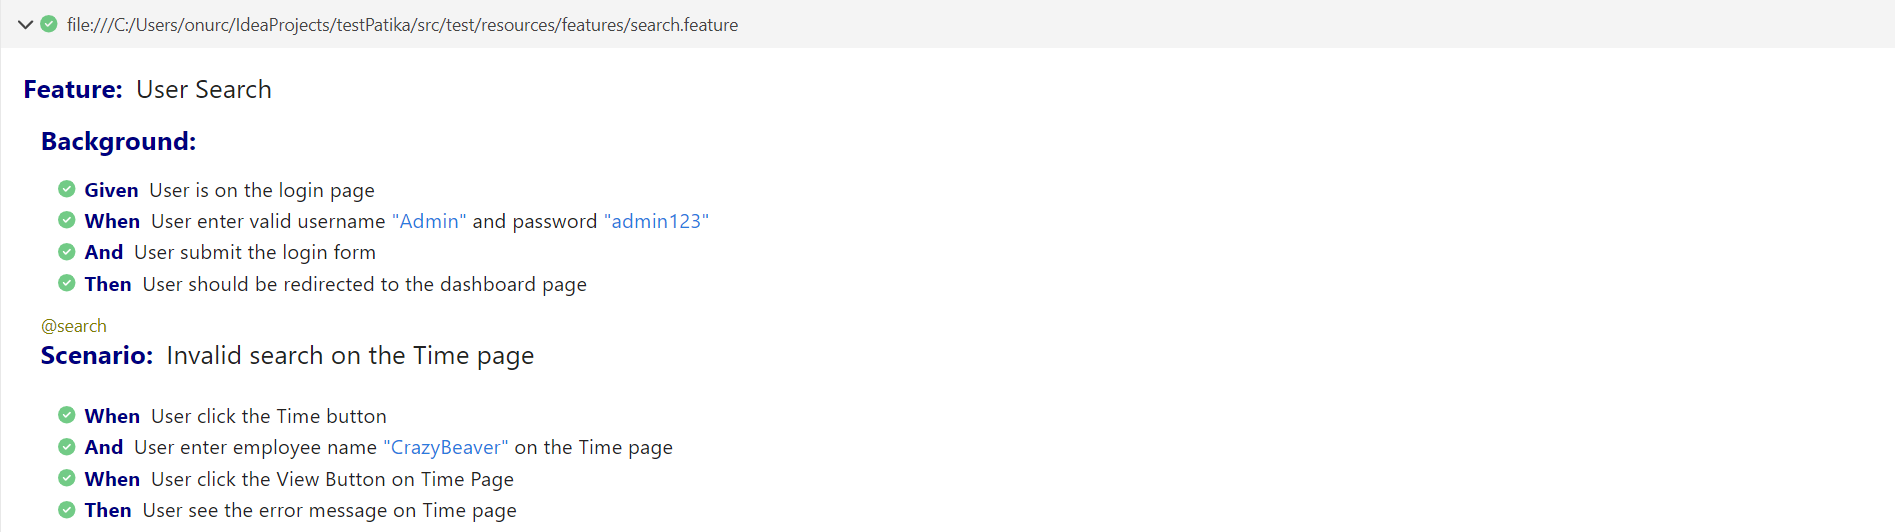 file:///C:/Users/onurc/IdeaProjects/testPatika/src/test/resources/features/search.feature
Feature: User Search
Background:
Given User is on the login page
When User enter valid username "Admin" and password "admin123"
And User submit the login form
Then User should be redirected to the dashboard page
@search
Scenario: Invalid search on the Time page
When User click the Time button
And User enter employee name "CrazyBeaver" on the Time page
When User click the View Button on Time Page
Then User see the error message on Time page